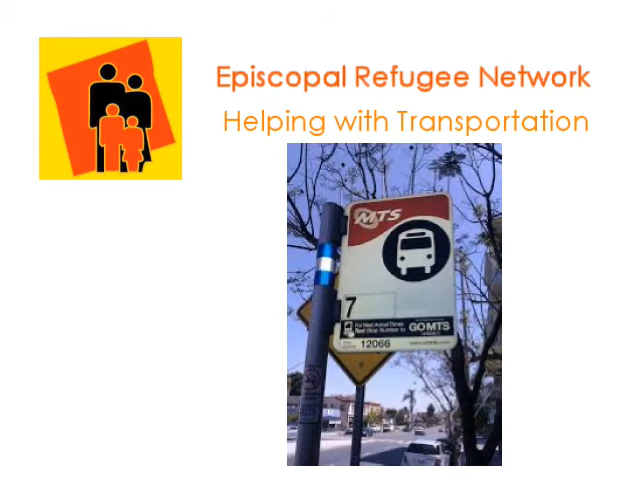 Episcopal Refugee Network
Helping with Transportation
MTS
7
For Next Arrival Times
Text Stop Number to
GOMTS
12066